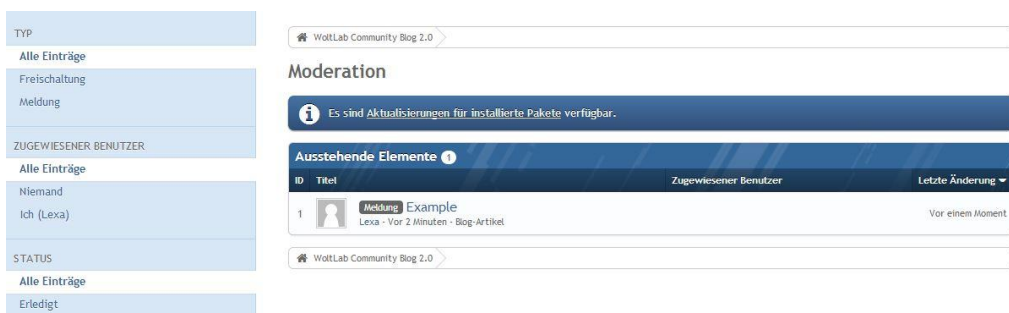 TYP
Alle Einträge
Freischaltung
Meldung
ZUGEWIESENER BENUTZER
Alle Einträge
Niemand
Ich (Lexa)
STATUS
Alle Einträge
Erledigt
WoltLab Community Blog 2.0
Moderation
Es sind Aktualisierungen für installierte Pakete verfügbar.
Ausstehende Elemente 1
ID Titel Zugewiesener Benutzer Letzte Änderung
1 Meldung Example Vor einem Moment
Lexa - Vor 2 Minuten - Blog-Artikel
WoltLab Community Blog 2.0